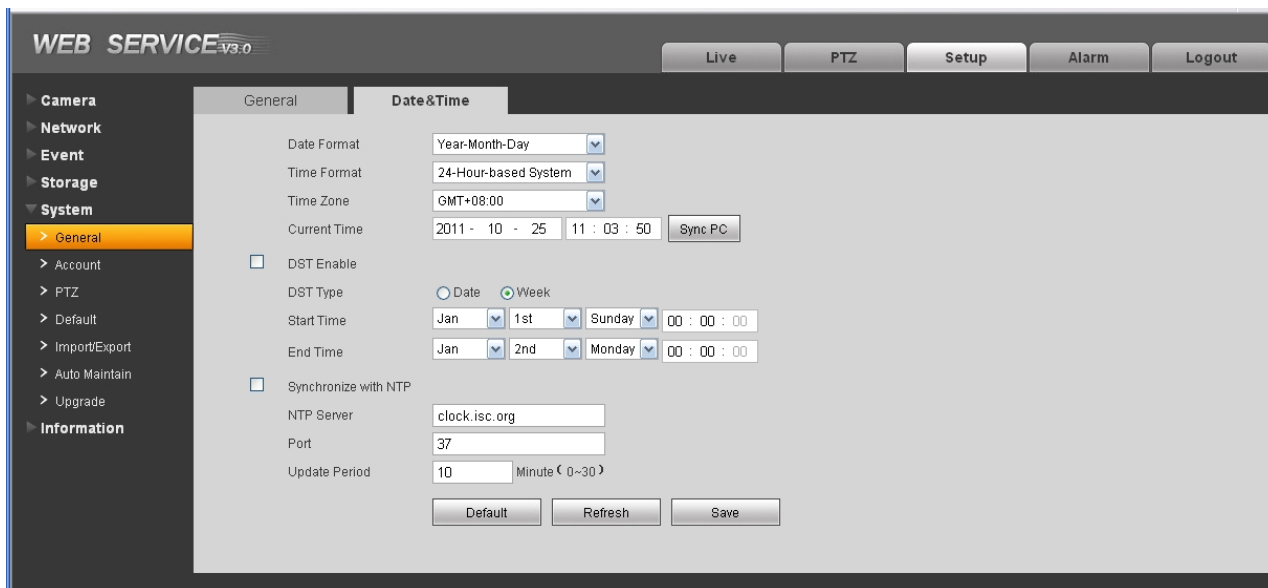 WEB SERVICE V3.0
Live PTZ Setup Alarm Logout
Camera
Network
Event
Storage
System
> General
> Account
> PTZ
> Default
> Import/Export
> Auto Maintain
> Upgrade
Information
General Date&Time
Date Format Year-Month-Day
Time Format 24-Hour-based System
Time Zone GMT+08:00
Current Time 2011 - 10 - 25 11 : 03 : 50 Sync PC
DST Enable
DST Type Date Week
Start Time Jan 1st Sunday 00 : 00 : 00
End Time Jan 2nd Monday 00 : 00 : 00
Synchronize with NTP
NTP Server clock.isc.org
Port 37
Update Period 10 Minute ( 0~30 )
Default Refresh Save